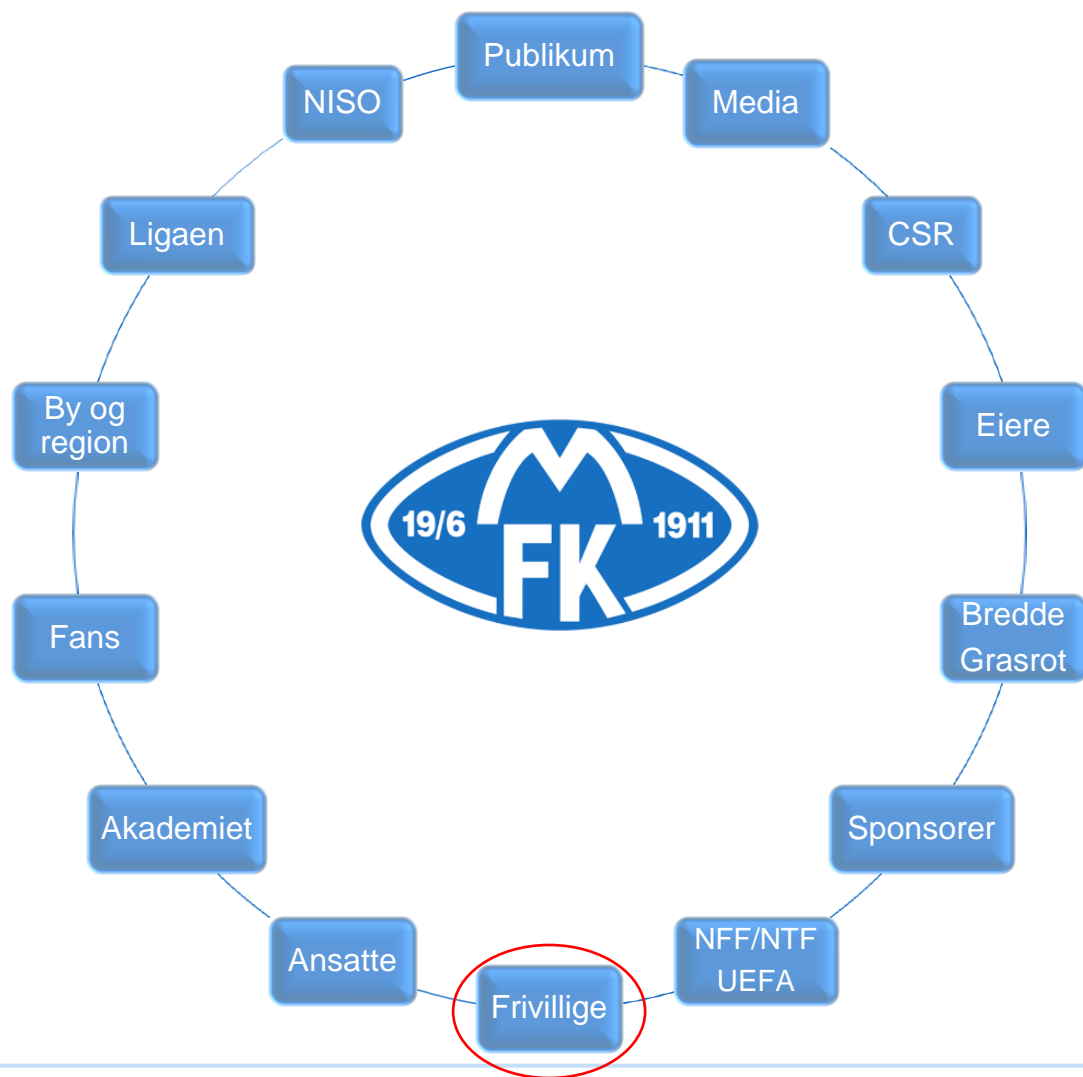 Publikum
NISO
Media
Ligaen
CSR
By og
region
Eiere
M
19/6
1911
FK
Fans
Bredde
Grasrot
Akademiet
Sponsorer
Ansatte
NFF/NTF
UEFA
Frivillige